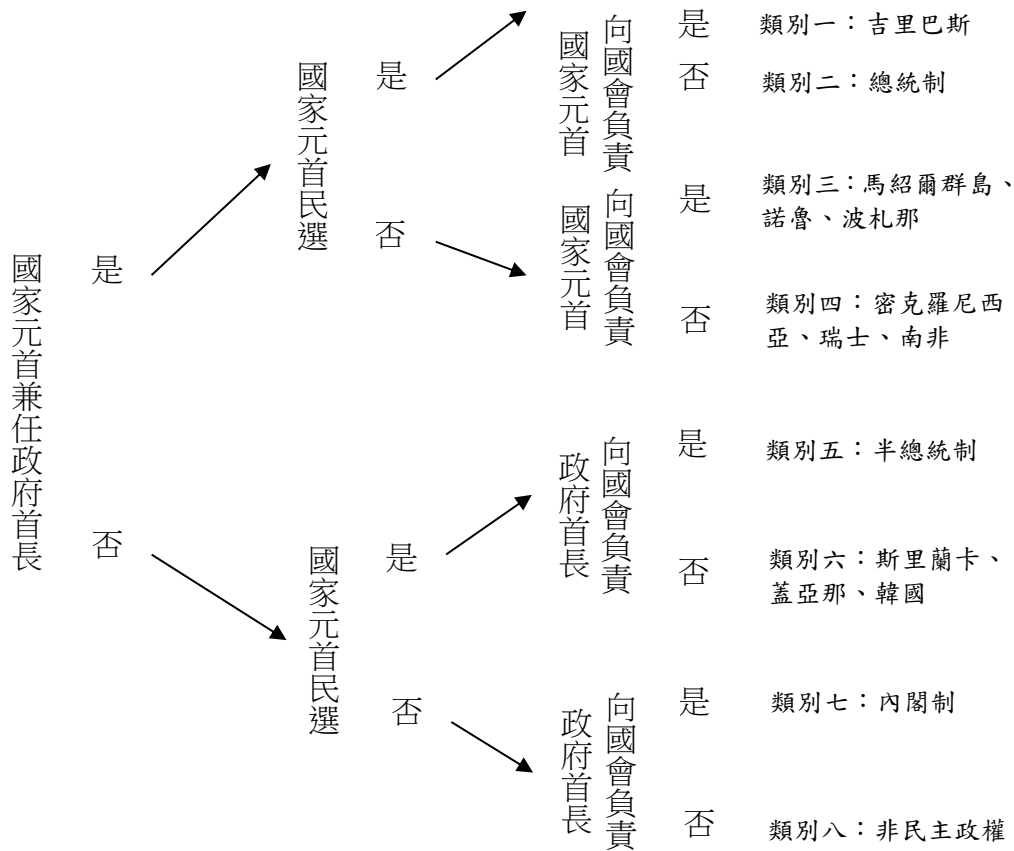 國家元首兼任政府首長
是
國家元首民選
是
國家元首
向國會負責
是
類別一：吉里巴斯
否
類別二：總統制
否
國家元首
向國會負責
是
類別三：馬紹爾群島、
諾魯、波札那
否
類別四：密克羅尼西
亞、瑞士、南非
否
國家元首民選
是
政府首長
向國會負責
是
類別五：半總統制
否
類別六：斯里蘭卡、
蓋亞那、韓國
否
政府首長
向國會負責
是
類別七：內閣制
否
類別八：非民主政權